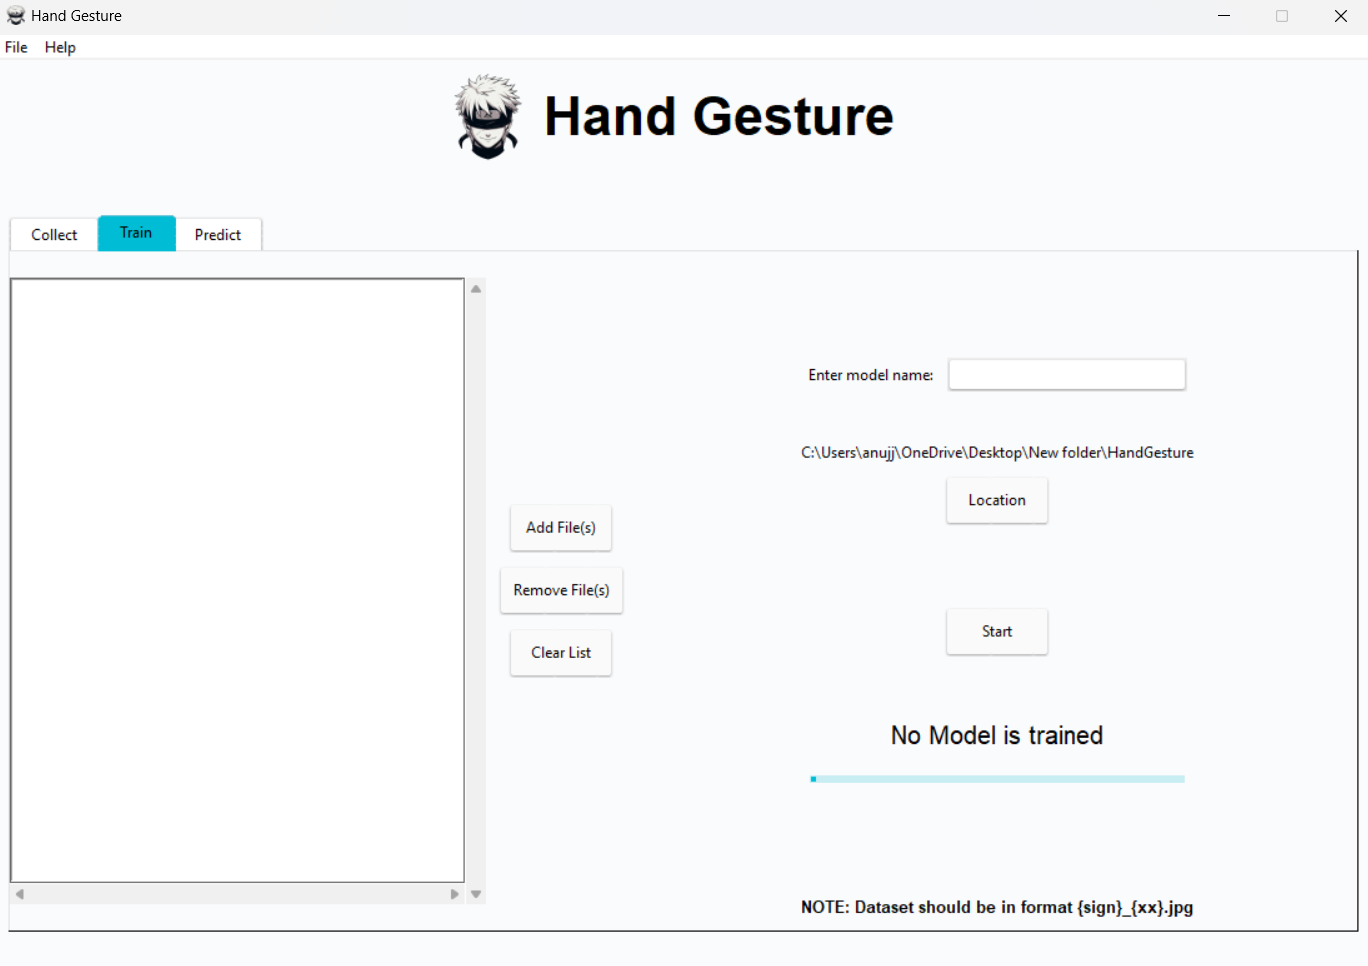 Hand Gesture
File Help
Hand Gesture
Collect Train Predict
Enter model name:
C:\Users\anujj\OneDrive\Desktop\New folder\HandGesture
Location
Add File(s)
Remove File(s)
Start
Clear List
No Model is trained
NOTE: Dataset should be in format {sign}_{xx}.jpg